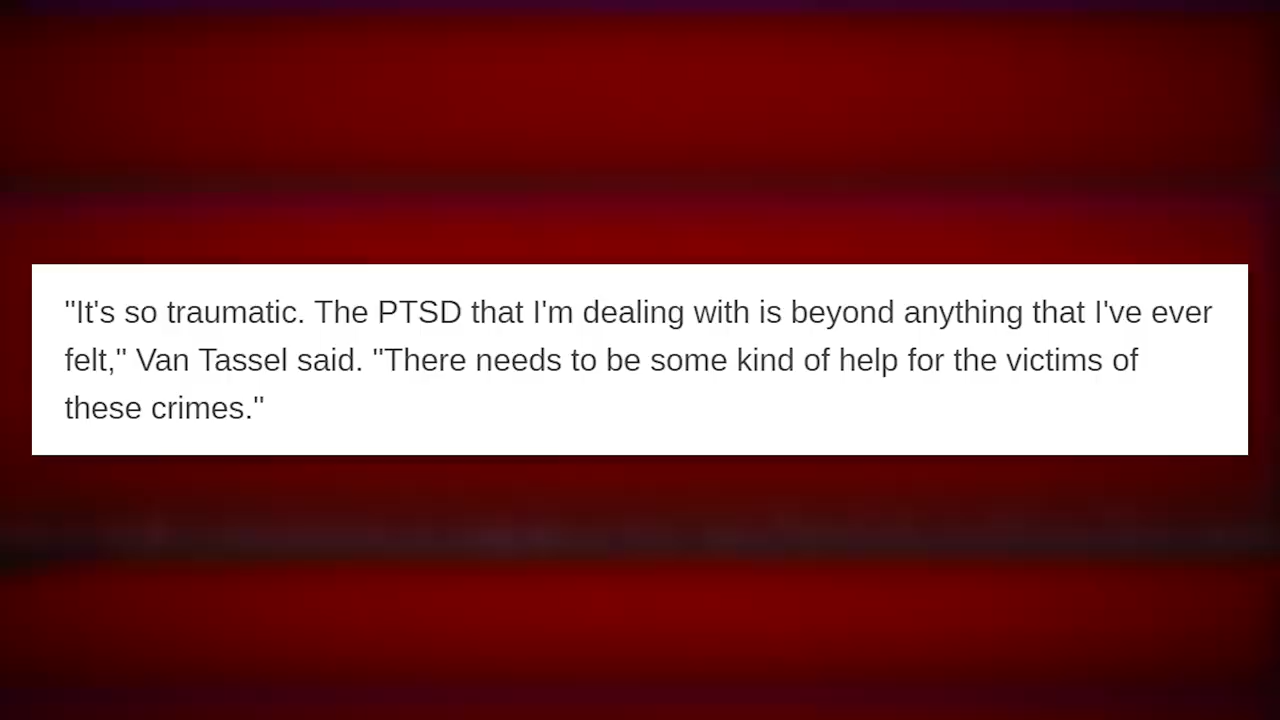 "It's so traumatic. The PTSD that I'm dealing with is beyond anything that I've ever
felt," Van Tassel said. "There needs to be some kind of help for the victims of
these crimes."